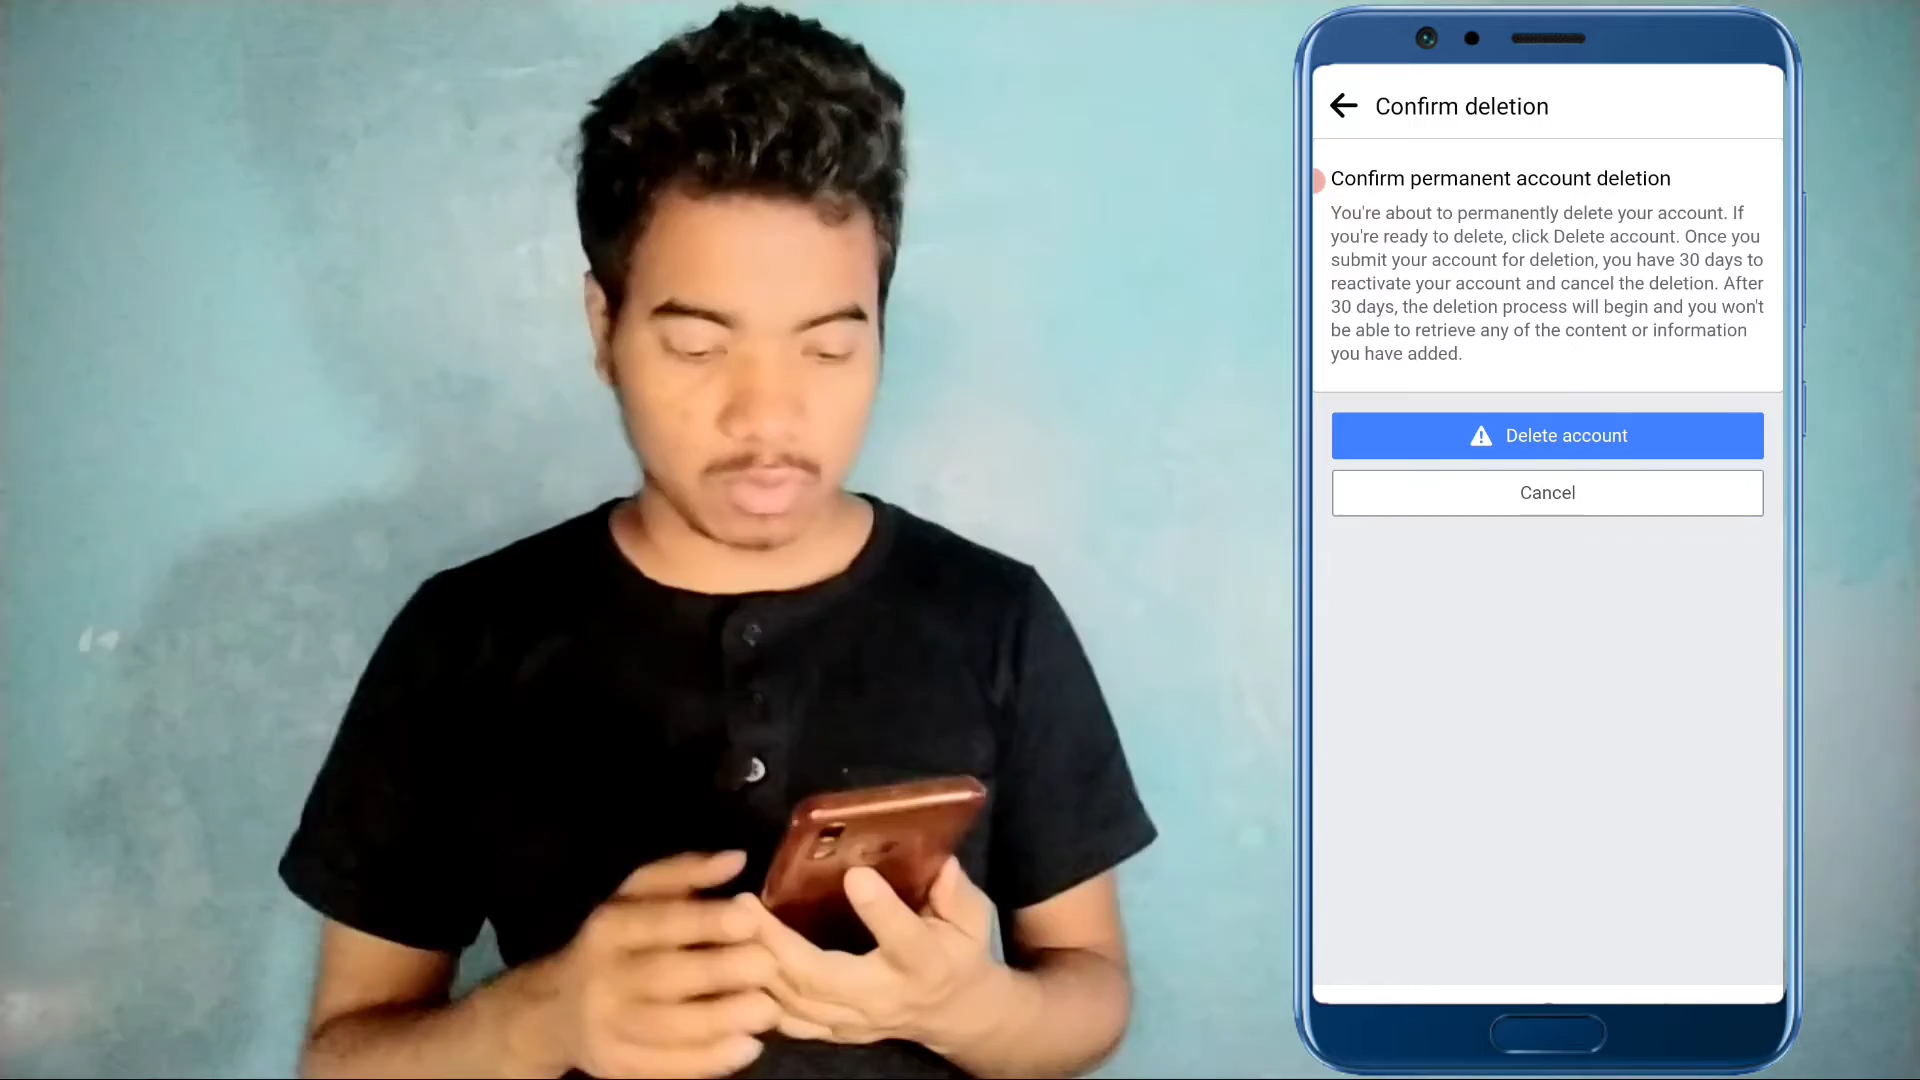 Confirm deletion
Confirm permanent account deletion
You're about to permanently delete your account. If
you're ready to delete, click Delete account. Once you
submit your account for deletion, you have 30 days to
reactivate your account and cancel the deletion. After
30 days, the deletion process will begin and you won't
be able to retrieve any of the content or information
you have added.
Delete account
Cancel